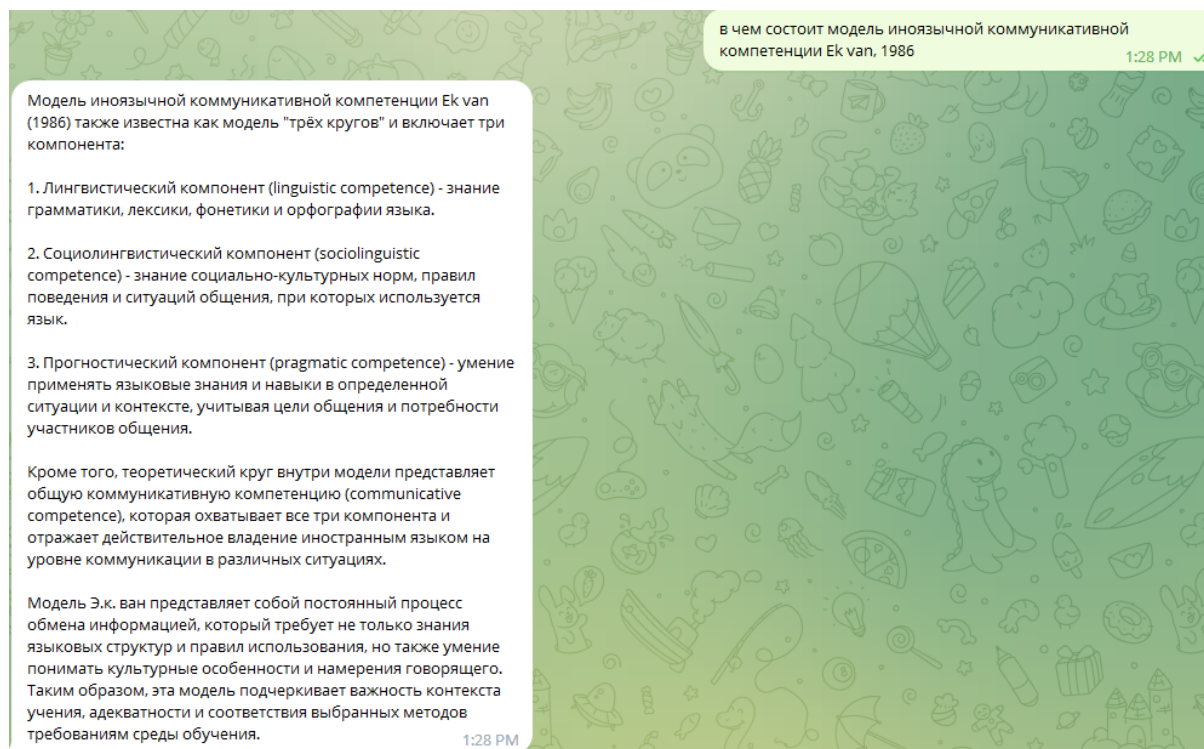 в чем состоит модель иноязычной коммуникативной
компетенции Ek van, 1986
1:28 PM
Модель иноязычной коммуникативной компетенции Ek van
(1986) также известна как модель "трёх кругов" и включает три
компонента:
1. Лингвистический компонент (linguistic competence) - знание
грамматики, лексики, фонетики и орфографии языка.
2. Социолингвистический компонент (sociolinguistic
competence) - знание социально-культурных норм, правил
поведения и ситуаций общения, при которых используется
язык.
3. Прогностический компонент (pragmatic competence) - умение
применять языковые знания и навыки в определенной
ситуации и контексте, учитывая цели общения и потребности
участников общения.
Кроме того, теоретический круг внутри модели представляет
общую коммуникативную компетенцию (communicative
competence), которая охватывает все три компонента и
отражает действительное владение иностранным языком на
уровне коммуникации в различных ситуациях.
Модель Э.к. ван представляет собой постоянный процесс
обмена информацией, который требует не только знания
языковых структур и правил использования, но также умение
понимать культурные особенности и намерения говорящего.
Таким образом, эта модель подчеркивает важность контекста
учения, адекватности и соответствия выбранных методов
требованиям среды обучения.
1:28 PM